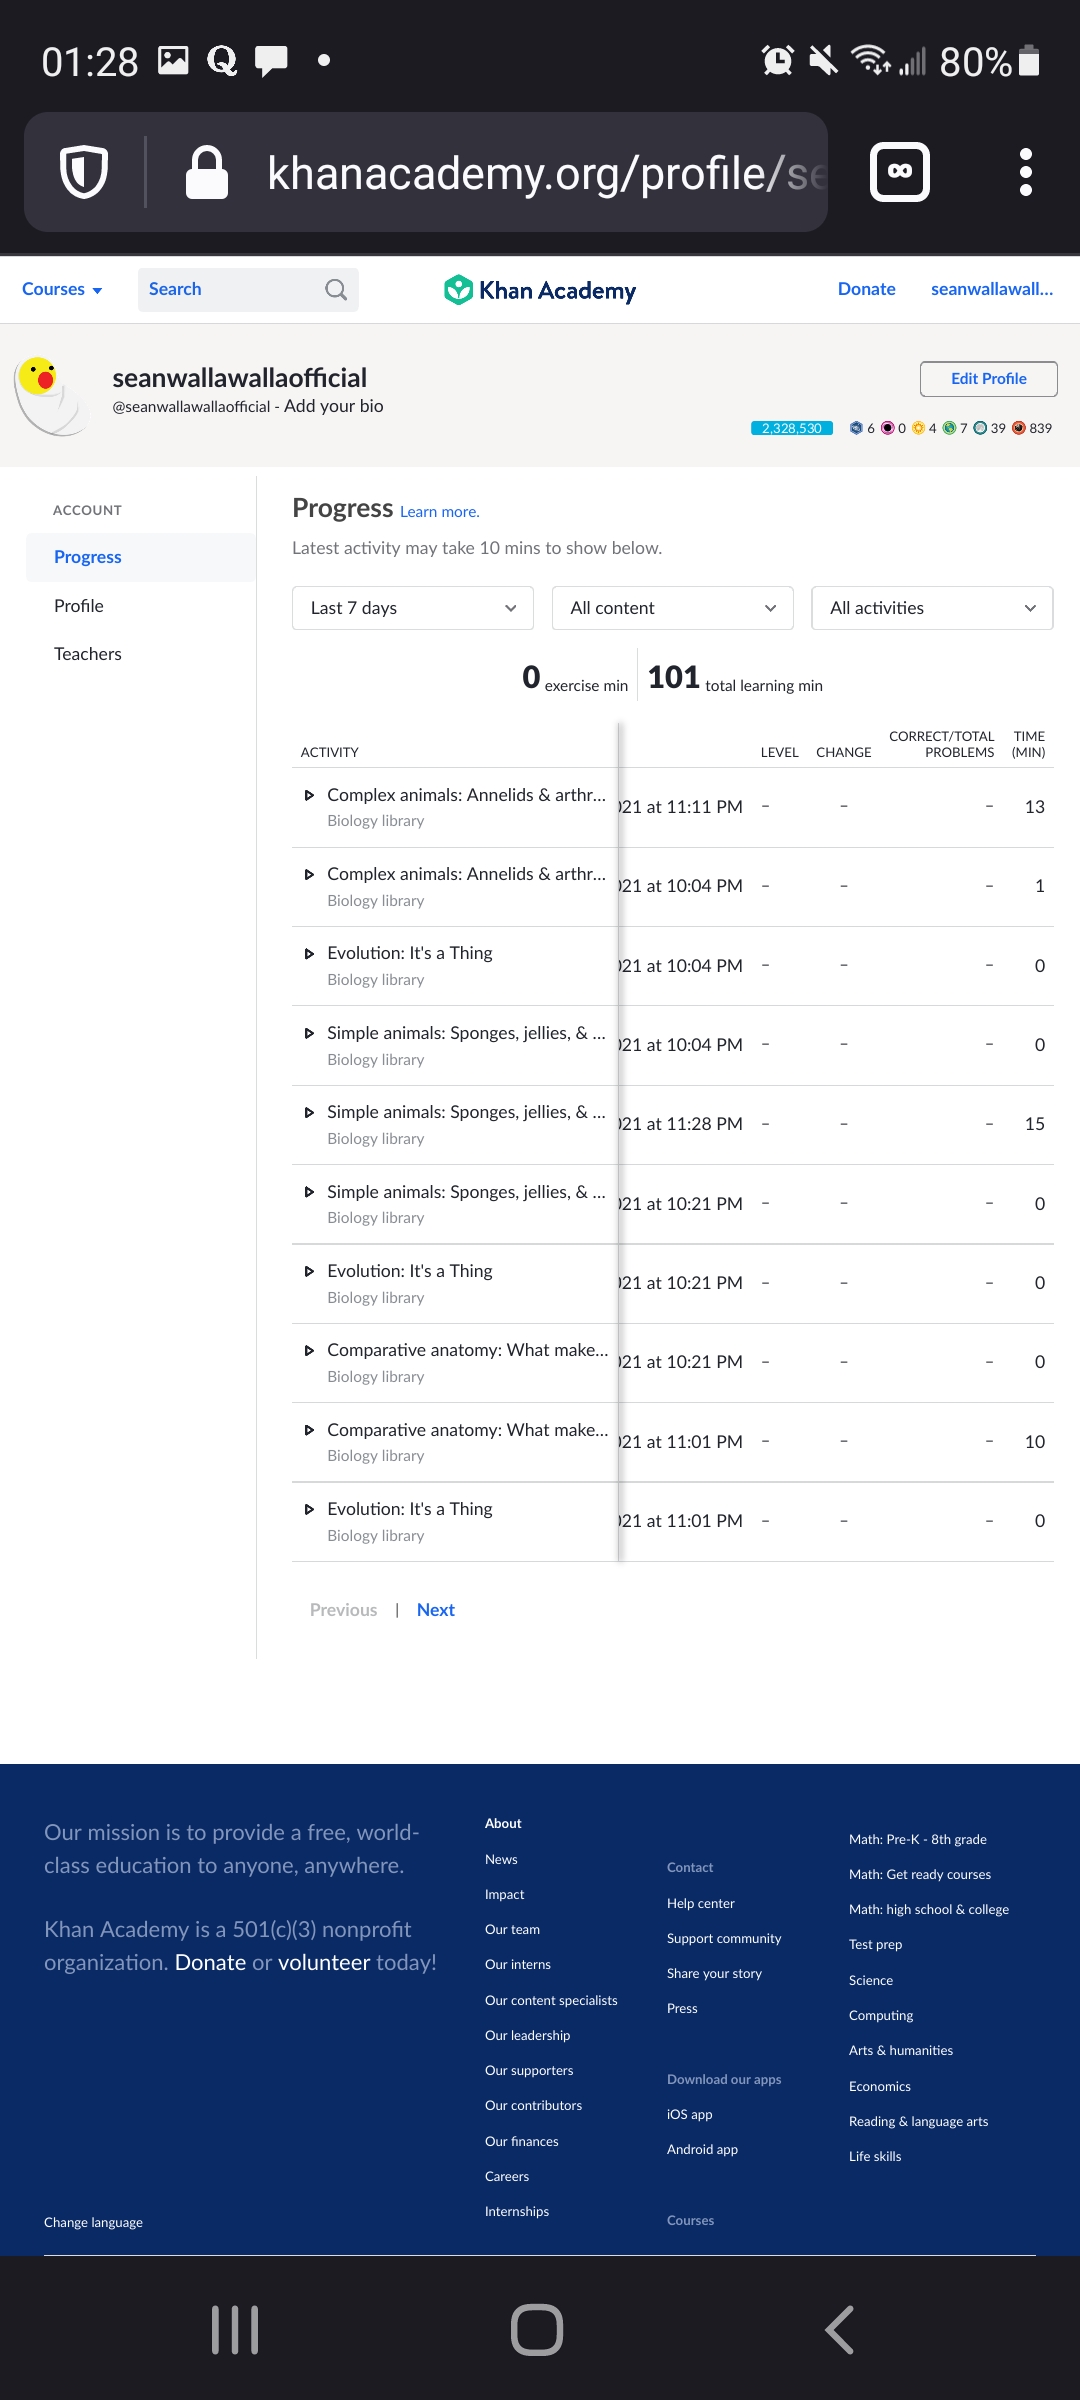 01:28
80%
khanacademy.org/profile/se
Courses
Search
Khan Academy
Donate
seanwallawall...
seanwallawallaofficial
@seanwallawallaofficial - Add your bio
Edit Profile
2,328,530 6 0 4 7 39 839
ACCOUNT
Progress
Profile
Teachers
Progress Learn more.
Latest activity may take 10 mins to show below.
Last 7 days
All content
All activities
0 exercise min
101 total learning min
ACTIVITY LEVEL CHANGE CORRECT/TOTAL PROBLEMS TIME (MIN)
Complex animals: Annelids & arthr... 021 at 11:11 PM – – – 13
Biology library
Complex animals: Annelids & arthr... 021 at 10:04 PM – – – 1
Biology library
Evolution: It's a Thing 021 at 10:04 PM – – – 0
Biology library
Simple animals: Sponges, jellies, & ... 021 at 10:04 PM – – – 0
Biology library
Simple animals: Sponges, jellies, & ... 021 at 11:28 PM – – – 15
Biology library
Simple animals: Sponges, jellies, & ... 021 at 10:21 PM – – – 0
Biology library
Evolution: It's a Thing 021 at 10:21 PM – – – 0
Biology library
Comparative anatomy: What make... 021 at 10:21 PM – – – 0
Biology library
Comparative anatomy: What make... 021 at 11:01 PM – – – 10
Biology library
Evolution: It's a Thing 021 at 11:01 PM – – – 0
Biology library
Previous | Next
Our mission is to provide a free, world-
class education to anyone, anywhere.
Khan Academy is a 501(c)(3) nonprofit
organization. Donate or volunteer today!
Change language
About
News
Impact
Our team
Our interns
Our content specialists
Our leadership
Our supporters
Our contributors
Our finances
Careers
Internships
Contact
Help center
Support community
Share your story
Press
Download our apps
iOS app
Android app
Courses
Math: Pre-K - 8th grade
Math: Get ready courses
Math: high school & college
Test prep
Science
Computing
Arts & humanities
Economics
Reading & language arts
Life skills